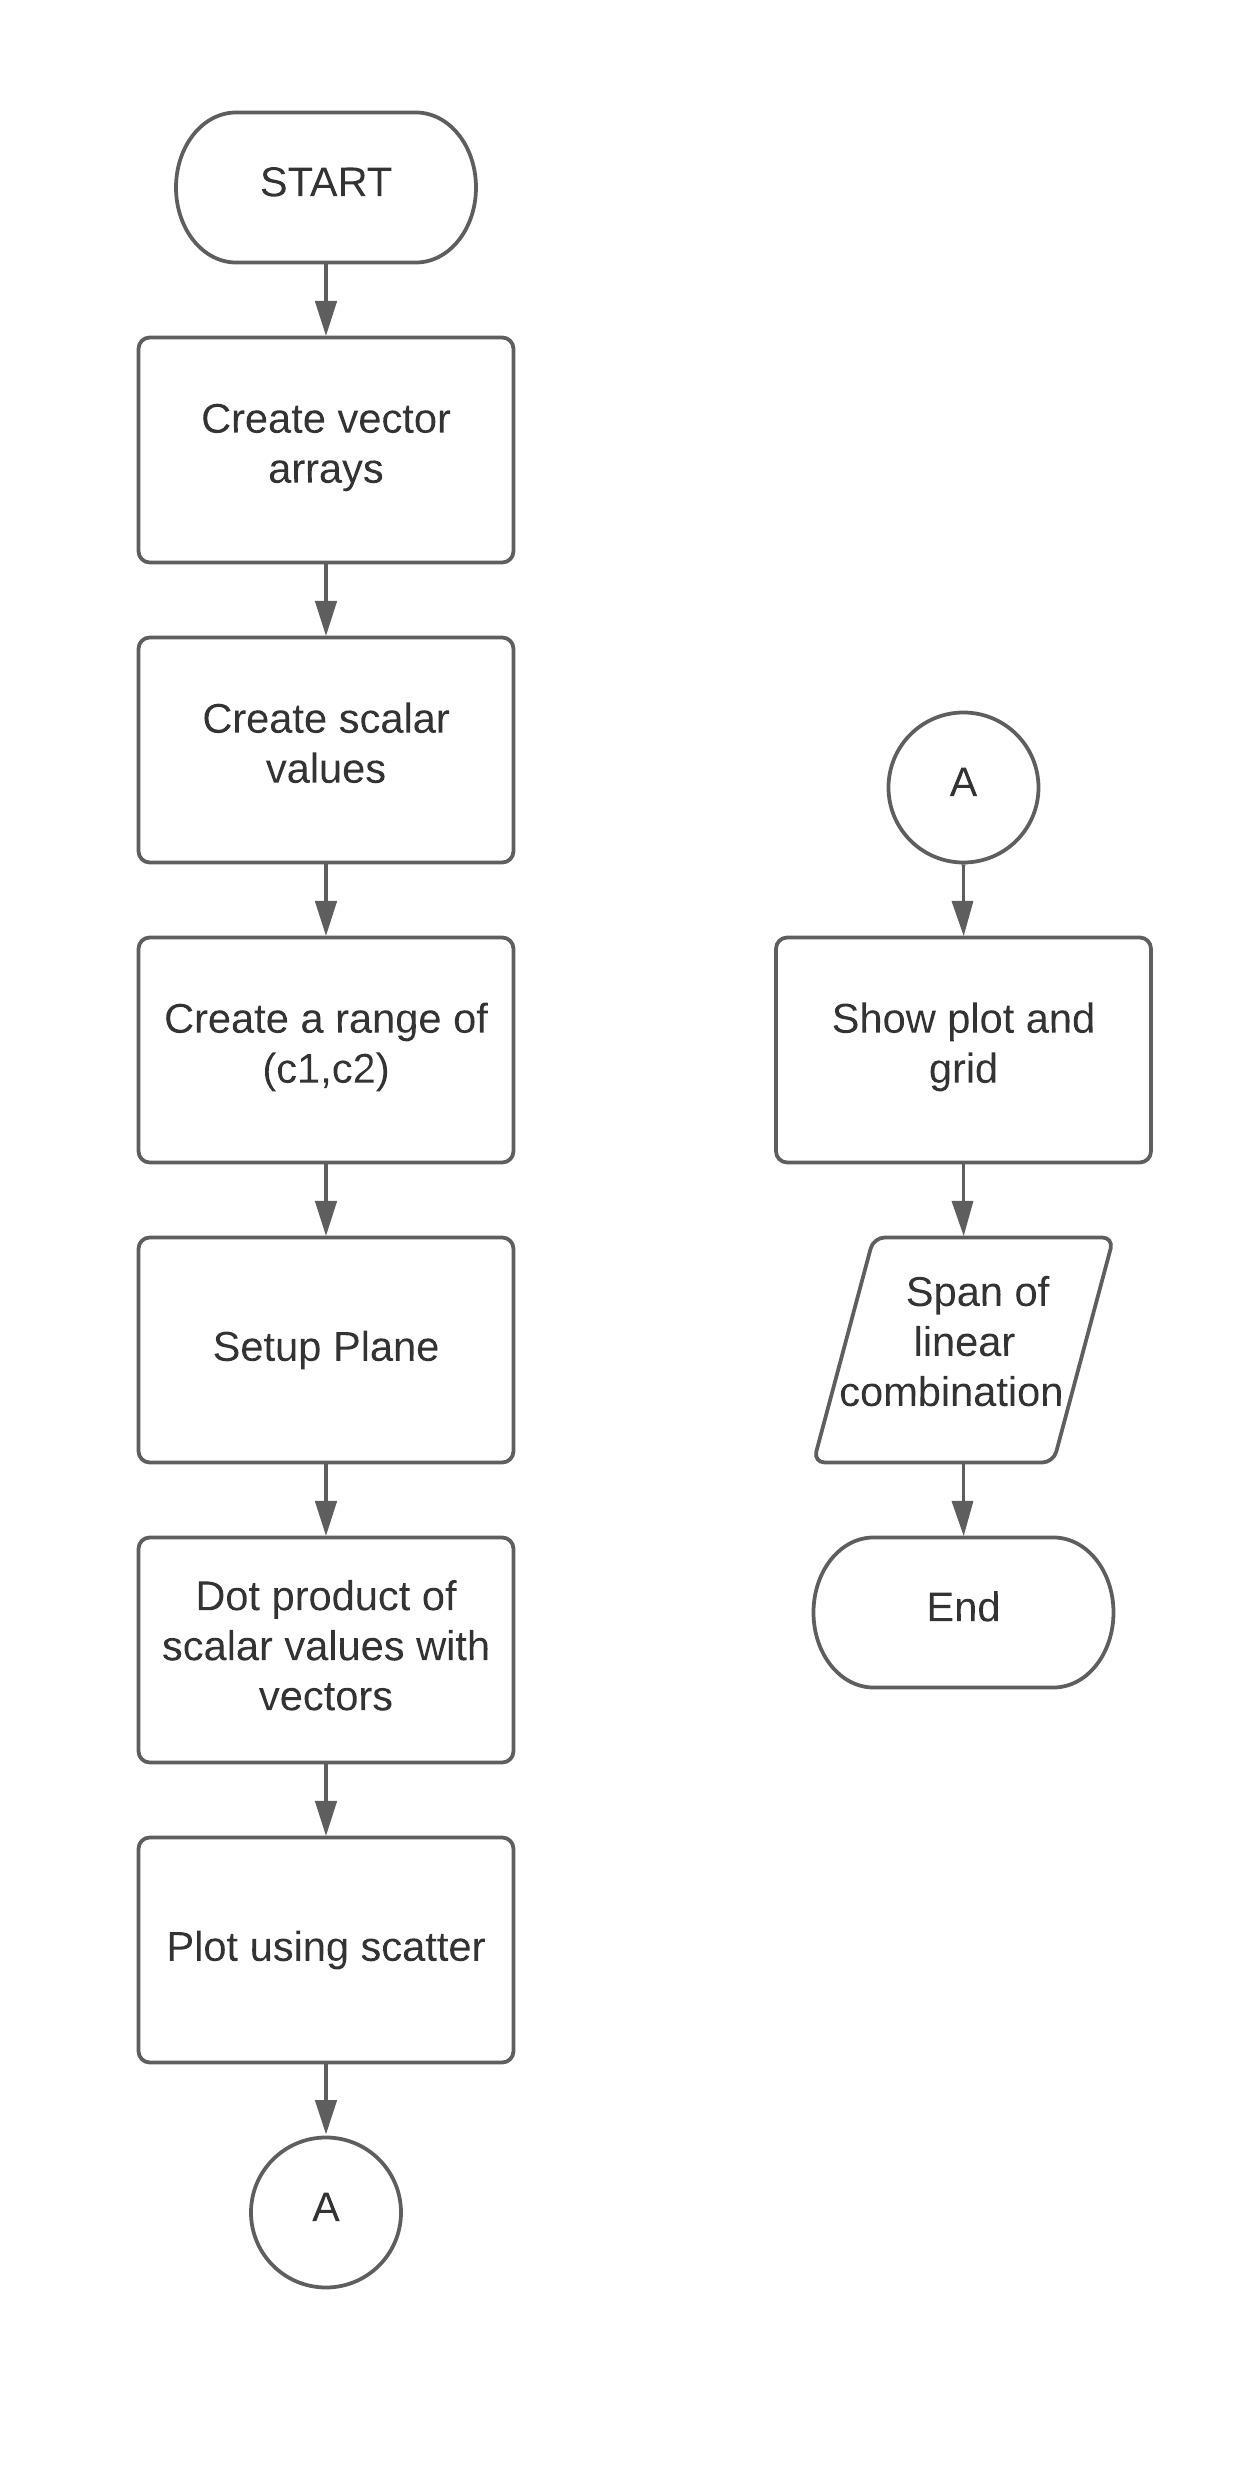 START
Create vector
arrays
Create scalar
values
Create a range of
(c1,c2)
Setup Plane
Dot product of
scalar values with
vectors
Plot using scatter
A
A
Show plot and
grid
Span of
linear
combination
End